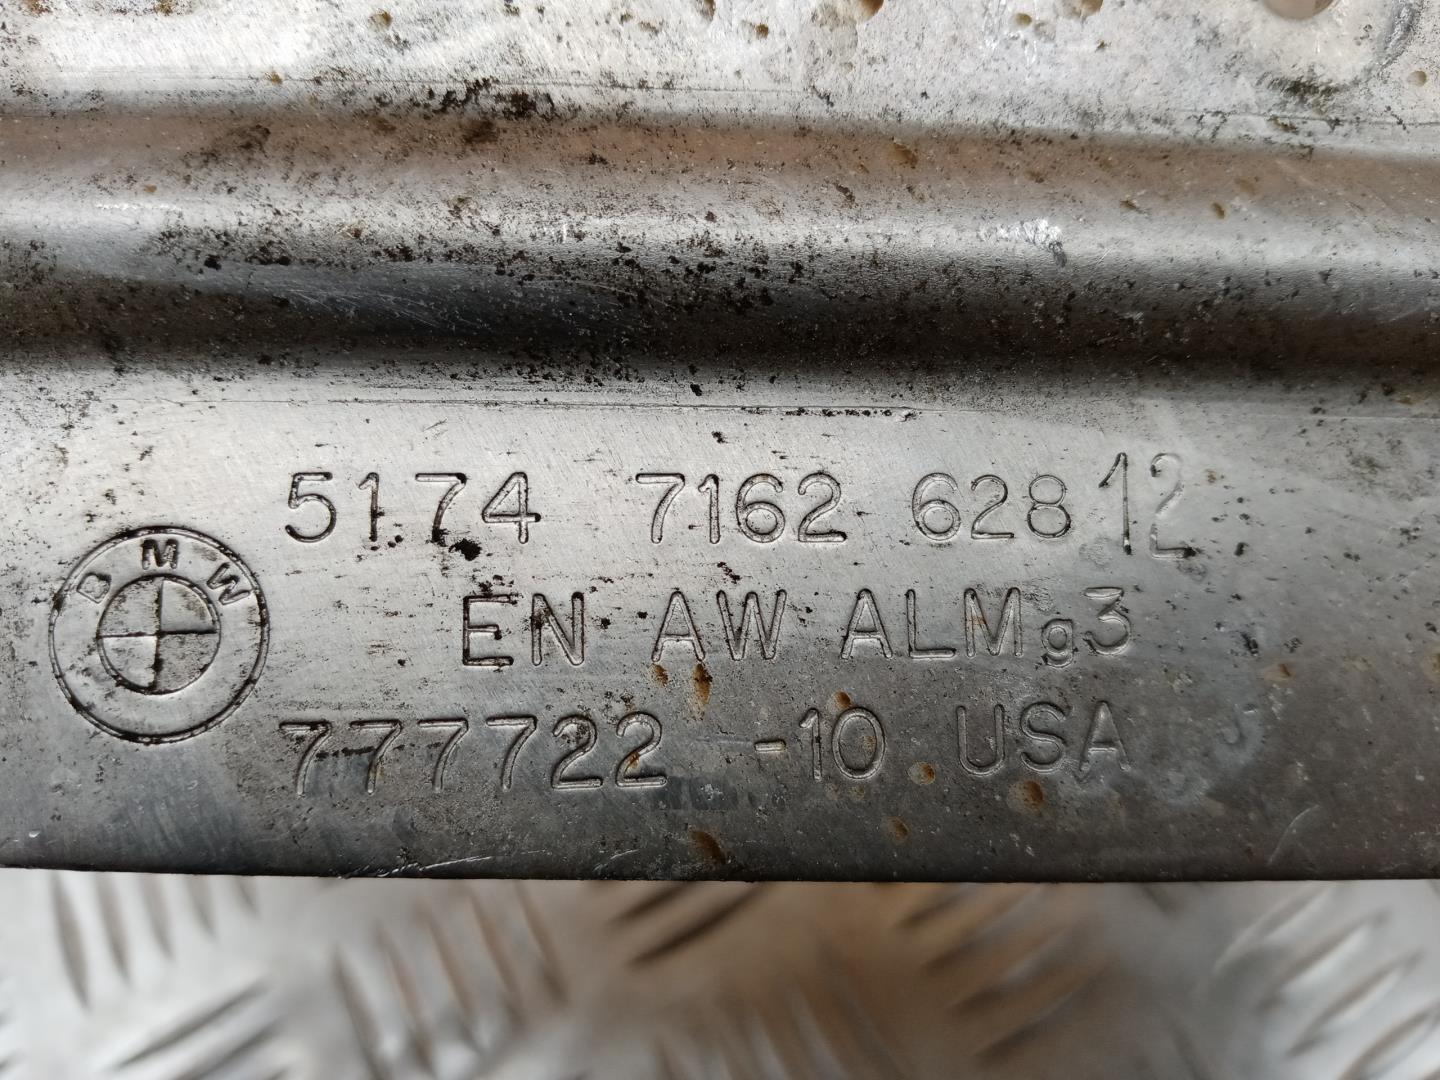 5174 7162 628 12
BMW
EN AW ALMg3
777722 -10 USA